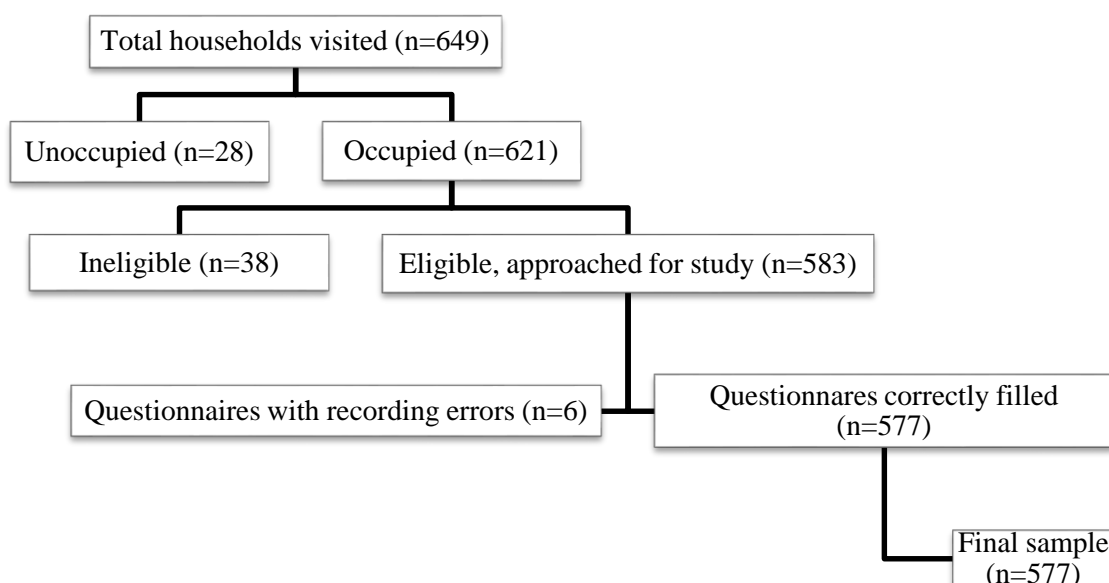 Total households visited (n=649)
Unoccupied (n=28)
Occupied (n=621)
Ineligible (n=38)
Eligible, approached for study (n=583)
Questionnaires with recording errors (n=6)
Questionnares correctly filled
(n=577)
Final sample
(n=577)